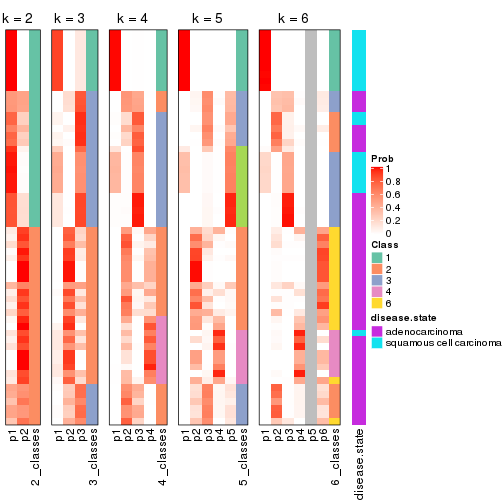 k = 2
k = 3
k = 4
k = 5
k = 6
p1
p2
2_classes
p1
p2
p3
3_classes
p1
p2
p3
p4
4_classes
p1
p2
p3
p4
p5
5_classes
p1
p2
p3
p4
p5
p6
6_classes
disease.state
Prob
1
0.8
0.6
0.4
0.2
0
Class
1
2
3
4
6
disease.state
adenocarcinoma
squamous cell carcinoma